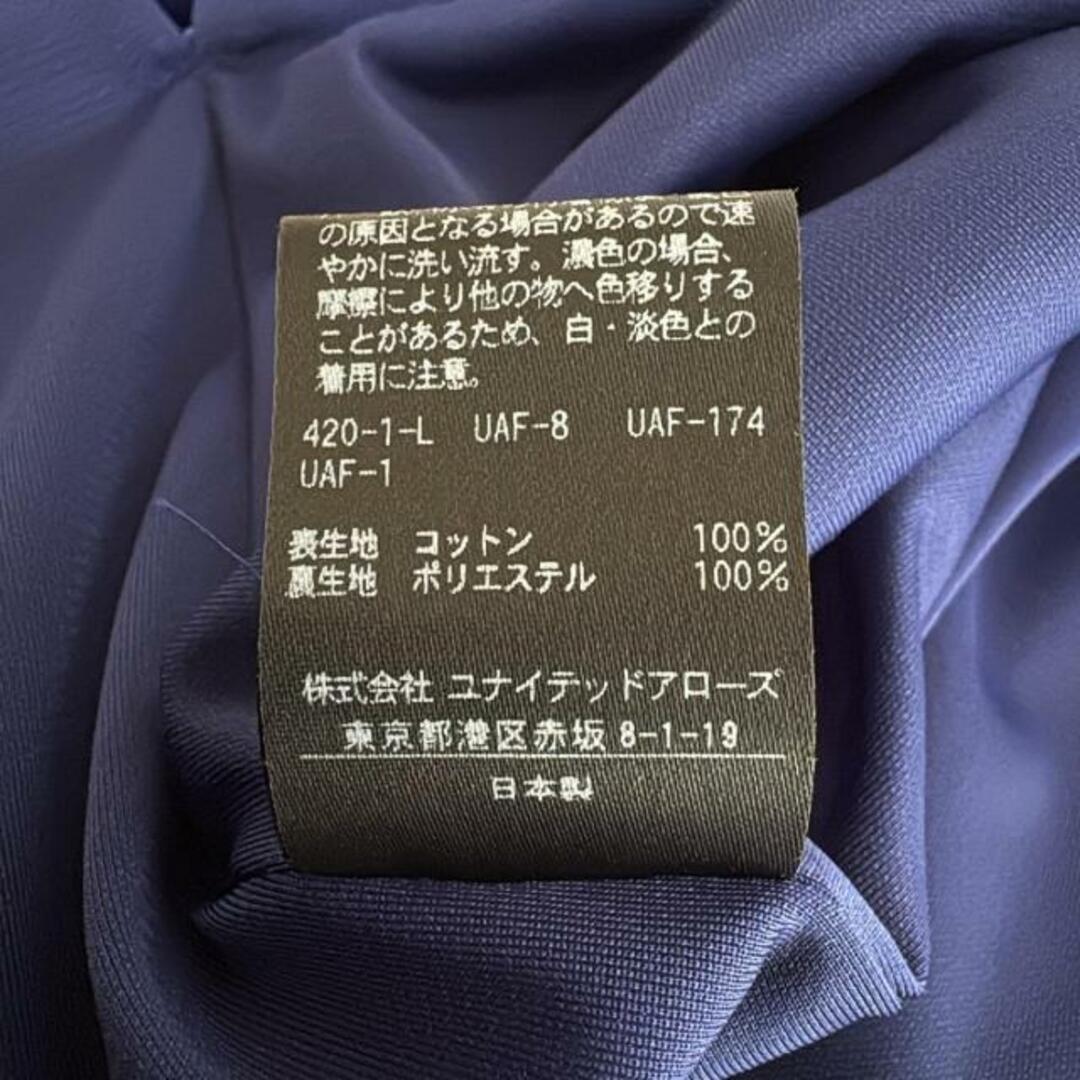 の原因となる場合があるので速
やかに洗い流す。濃色の場合、
摩擦により他の物へ色移りする
ことがあるため、白・淡色との
着用に注意。
420-1-L UAF-8 UAF-174
UAF-1
表生地 コットン 100%
裏生地 ポリエステル 100%
株式会社 ユナイテッドアローズ
東京都港区赤坂 8-1-19
日本製